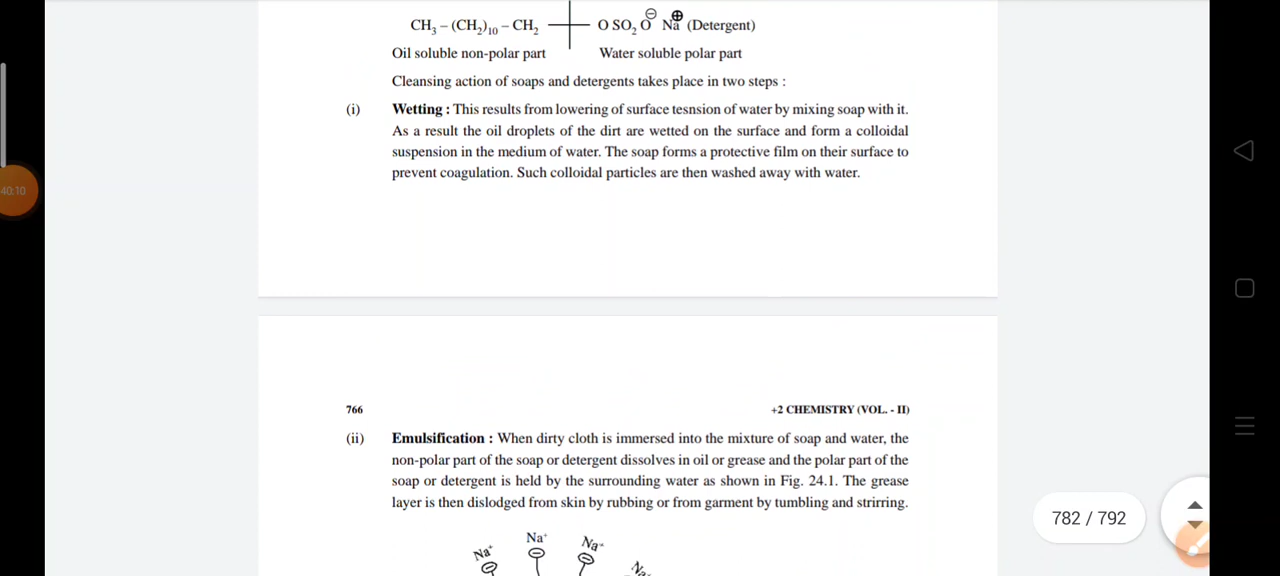 CH₃ – (CH₂)₁₀ – CH₂ O SO₂ O⊖ Na⊕ (Detergent)
Oil soluble non-polar part Water soluble polar part
Cleansing action of soaps and detergents takes place in two steps :
(i) Wetting : This results from lowering of surface tesnsion of water by mixing soap with it.
As a result the oil droplets of the dirt are wetted on the surface and form a colloidal
suspension in the medium of water. The soap forms a protective film on their surface to
prevent coagulation. Such colloidal particles are then washed away with water.
40:10
766 +2 CHEMISTRY (VOL. - II)
(ii) Emulsification : When dirty cloth is immersed into the mixture of soap and water, the
non-polar part of the soap or detergent dissolves in oil or grease and the polar part of the
soap or detergent is held by the surrounding water as shown in Fig. 24.1. The grease
layer is then dislodged from skin by rubbing or from garment by tumbling and strirring.
782 / 792
Na⁺ Na⁺ Na⁺